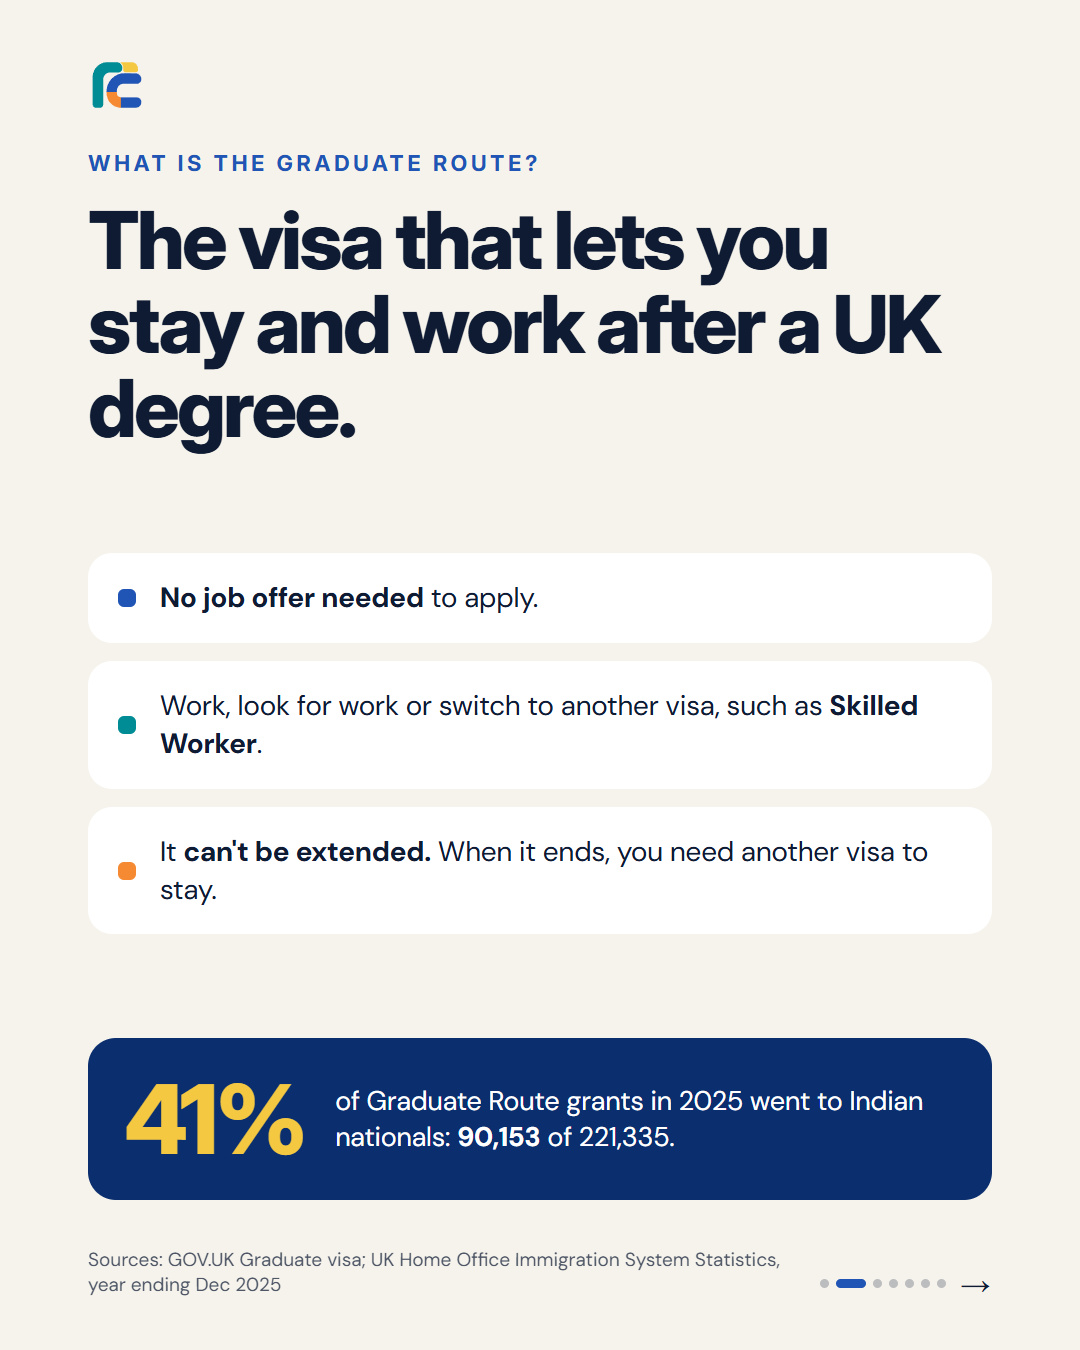 WHAT IS THE GRADUATE ROUTE?
The visa that lets you
stay and work after a UK
degree.
No job offer needed to apply.
Work, look for work or switch to another visa, such as Skilled
Worker.
It can't be extended. When it ends, you need another visa to
stay.
41%
of Graduate Route grants in 2025 went to Indian
nationals: 90,153 of 221,335.
Sources: GOV.UK Graduate visa; UK Home Office Immigration System Statistics,
year ending Dec 2025